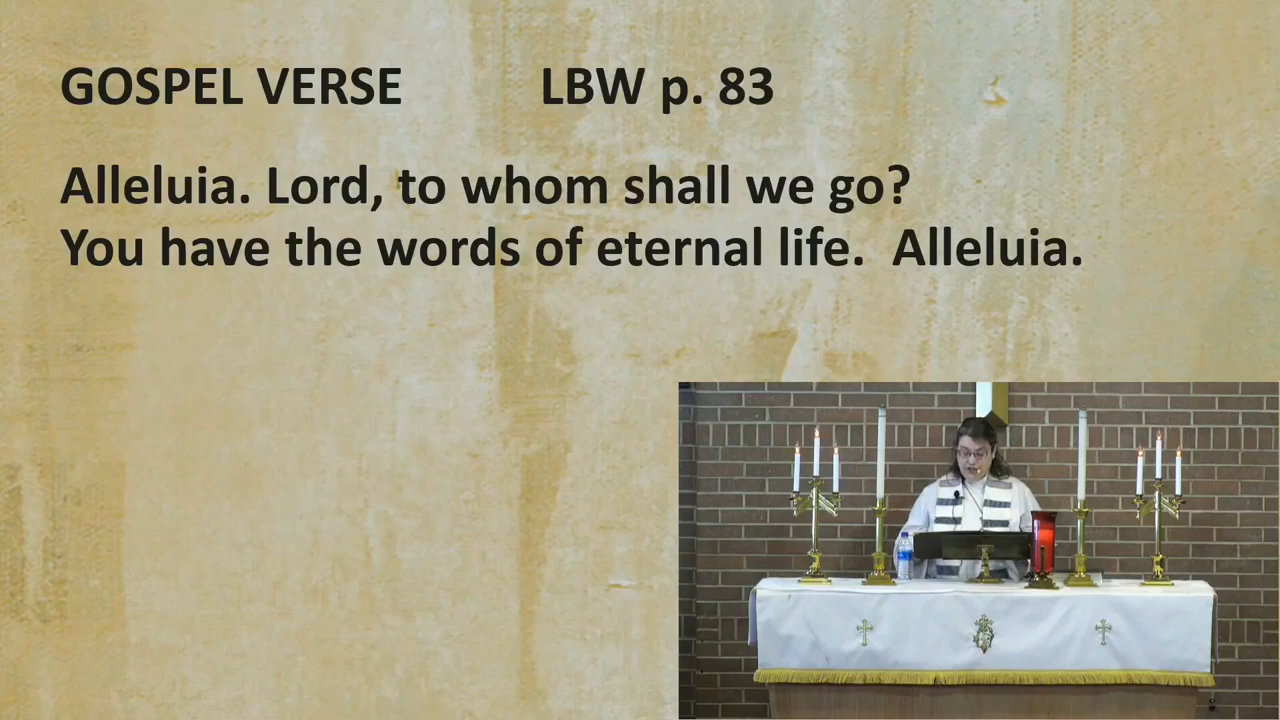 GOSPEL VERSE LBW p. 83
Alleluia. Lord, to whom shall we go?
You have the words of eternal life. Alleluia.